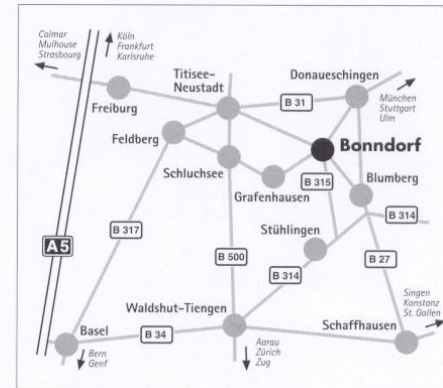 Colmar
Mulhouse
Strasbourg
Köln
Frankfurt
Karlsruhe
Titisee-
Neustadt
Donaueschingen
B 31
München
Stuttgart
Ulm
Freiburg
Feldberg
Bonndorf
Schluchsee
Grafenhausen
B 315
Blumberg
B 317
B 314
A5
Stühlingen
B 500
B 314
B 27
Waldshut-Tiengen
Singen
Konstanz
St. Gallen
Basel
B 34
Schaffhausen
Bern
Genf
Aarau
Zürich
Zug